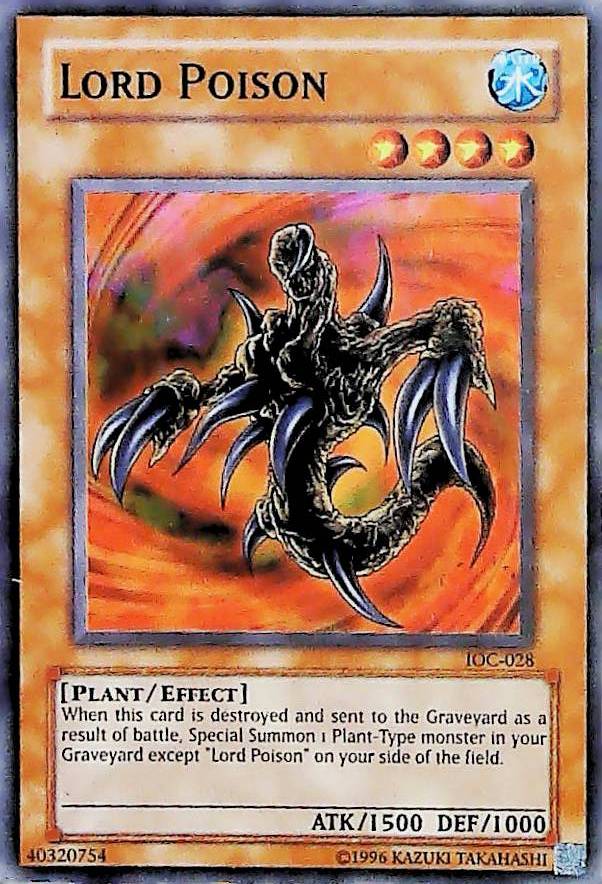 LORD POISON
WATER
水
IOC-028
[PLANT/EFFECT]
When this card is destroyed and sent to the Graveyard as a
result of battle, Special Summon 1 Plant-Type monster in your
Graveyard except "Lord Poison" on your side of the field.
ATK/1500 DEF/1000
40320754
©1996 KAZUKI TAKAHASHI